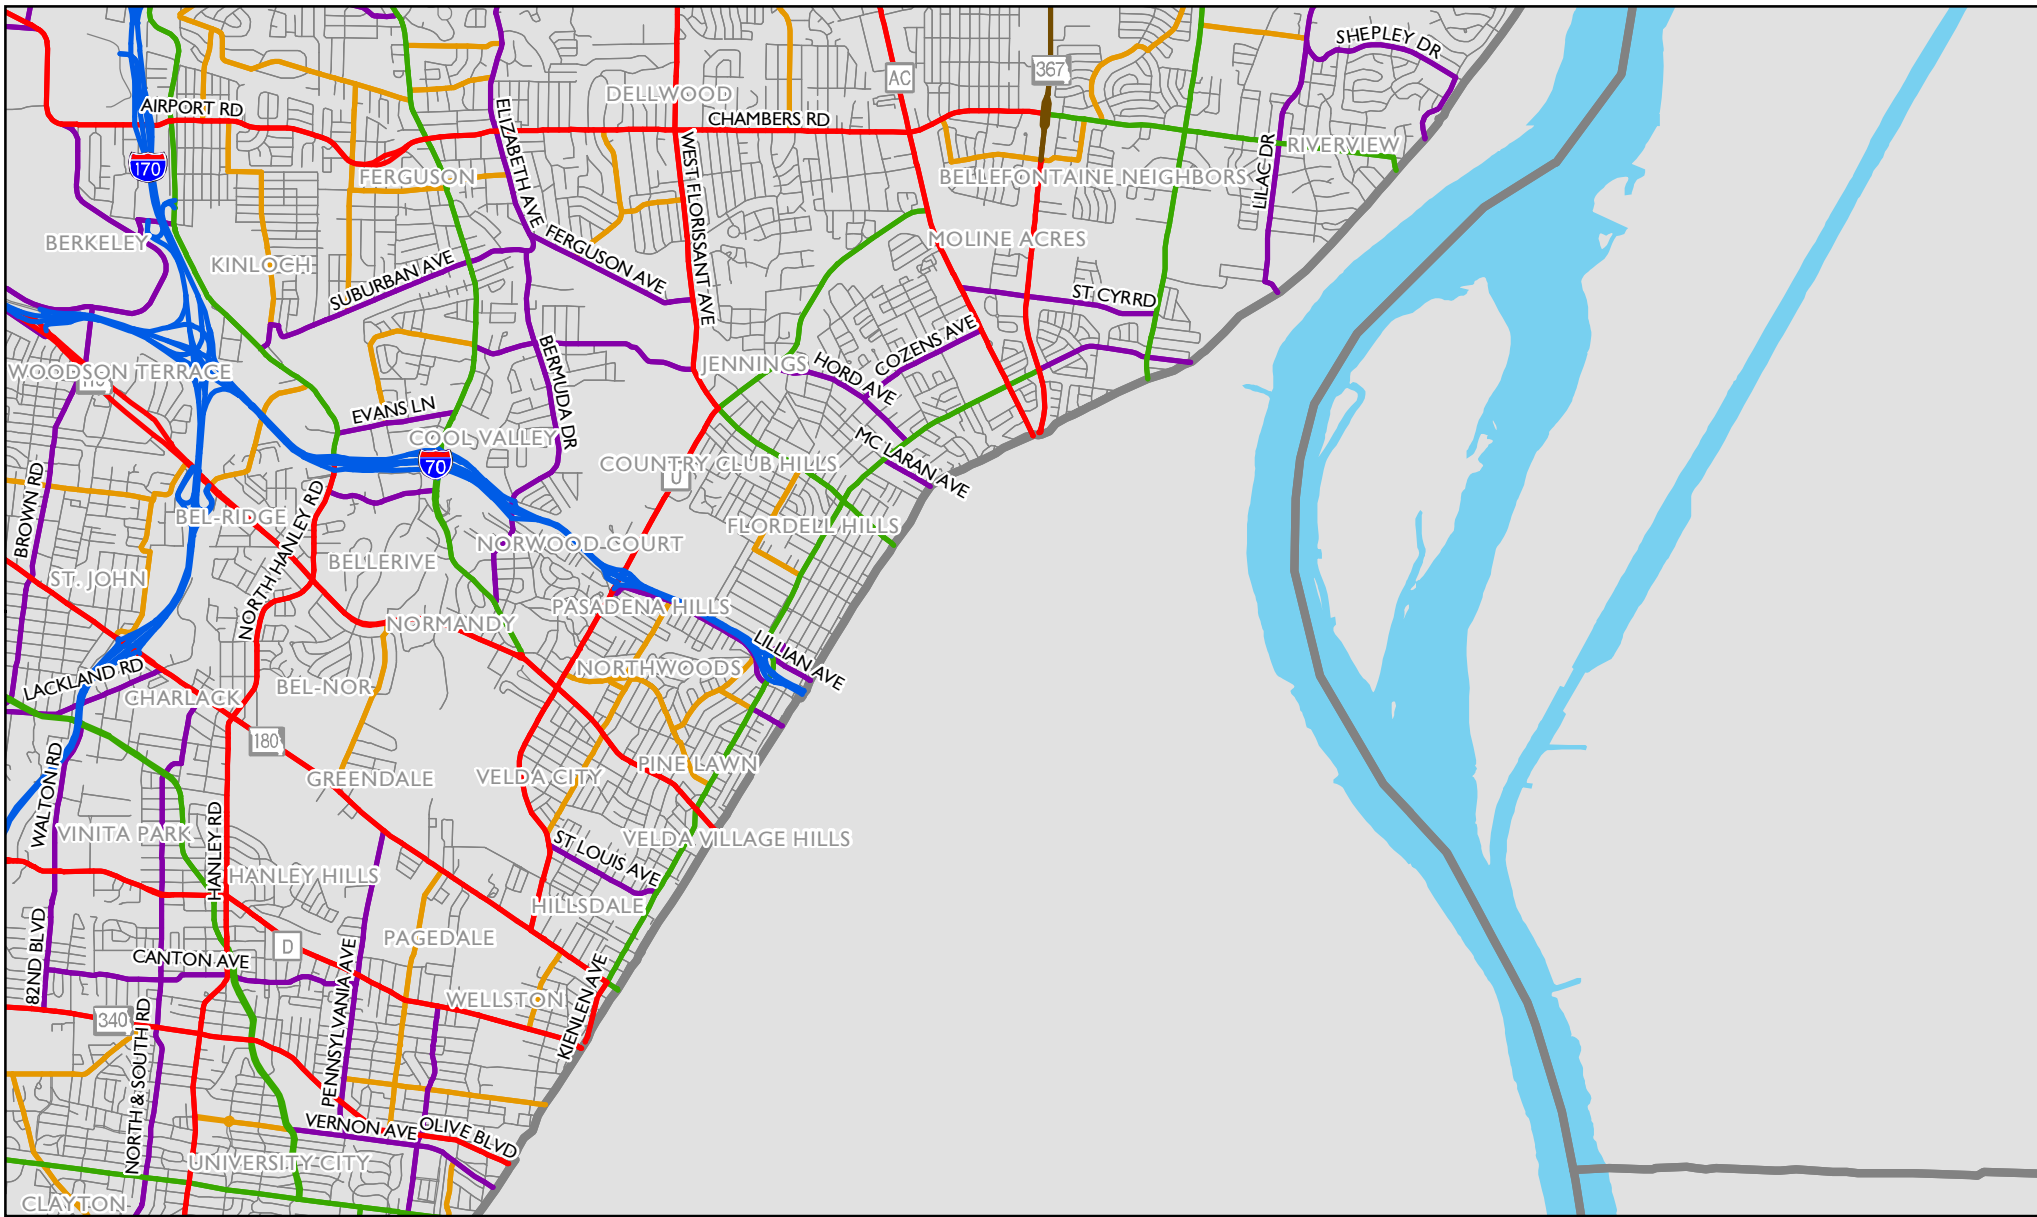 SHEPLEY DR
367
AC
DELLWOOD
AIRPORT RD
CHAMBERS RD
170
ELIZABETH AVE
WEST FLORISSANT AVE
RIVERVIEW
LILAC DR
FERGUSON
BELLEFONTAINE NEIGHBORS
BERKELEY
KINLOCH
SUBURBAN AVE
FERGUSON AVE
MOLINE ACRES
ST CYR RD
WOODSON TERRACE
BERMUDA DR
JENNINGS
HORD AVE
COZENS AVE
EVANS LN
COOL VALLEY
70
COUNTRY CLUB HILLS
U
MC LARAN AVE
BROWN RD
BEL-RIDGE
NORTH HANLEY RD
FLORDELL HILLS
NORWOOD COURT
BELLERIVE
ST. JOHN
PASADENA HILLS
NORMANDY
LILLIAN AVE
NORTHWOODS
LACKLAND RD
CHARLACK
BEL-NOR
180
WALTON RD
GREENDALE
VELDA CITY
PINE LAWN
VINITA PARK
HANLEY RD
VELDA VILLAGE HILLS
ST LOUIS AVE
HANLEY HILLS
HILLSDALE
82ND BLVD
D
PAGEDALE
CANTON AVE
PENNSYLVANIA AVE
WELLSTON
KIENLEN AVE
340
NORTH & SOUTH RD
VERNON AVE
OLIVE BLVD
UNIVERSITY CITY
CLAYTON